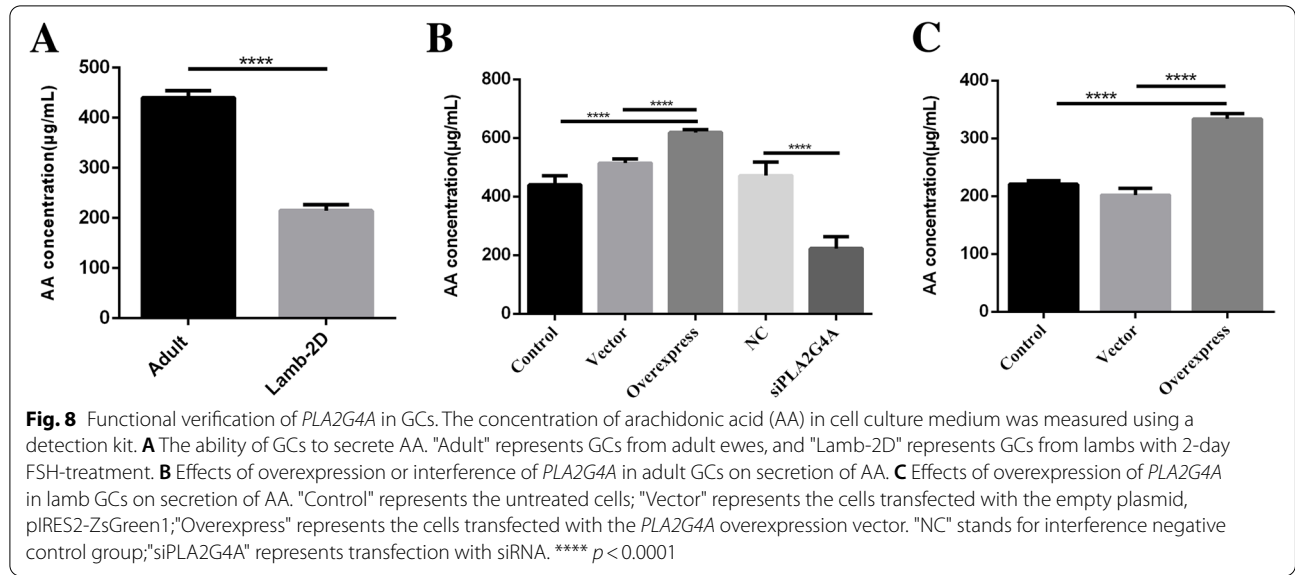 A
****
500
400
300
200
100
0
AA concentration(µg/mL)
Adult
Lamb-2D
B
800
600
400
200
0
AA concentration(µg/mL)
****
****
****
Control
Vector
Overexpress
NC
siPLA2G4A
C
400
300
200
100
0
AA concentration(µg/mL)
****
****
Control
Vector
Overexpress
Fig. 8 Functional verification of PLA2G4A in GCs. The concentration of arachidonic acid (AA) in cell culture medium was measured using a
detection kit. A The ability of GCs to secrete AA. "Adult" represents GCs from adult ewes, and "Lamb-2D" represents GCs from lambs with 2-day
FSH-treatment. B Effects of overexpression or interference of PLA2G4A in adult GCs on secretion of AA. C Effects of overexpression of PLA2G4A
in lamb GCs on secretion of AA. "Control" represents the untreated cells; "Vector" represents the cells transfected with the empty plasmid,
pIRES2-ZsGreen1;"Overexpress" represents the cells transfected with the PLA2G4A overexpression vector. "NC" stands for interference negative
control group;"siPLA2G4A" represents transfection with siRNA. **** p < 0.0001